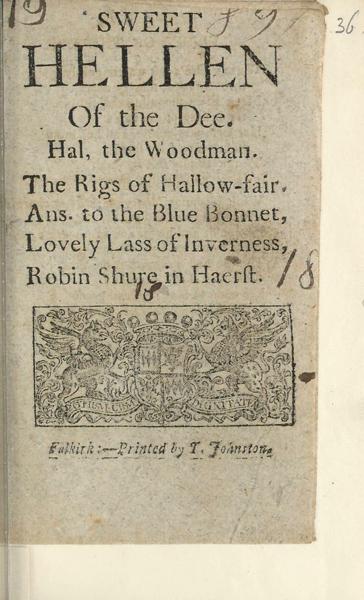 19
89
36
SWEET
HELLEN
Of the Dee.
Hal, the Woodman.
The Rigs of Hallow-fair.
Ans. to the Blue Bonnet,
Lovely Lass of Inverness,
Robin Shure in Haerst.
18
18
Falkirk:—Printed by T. Johnston.